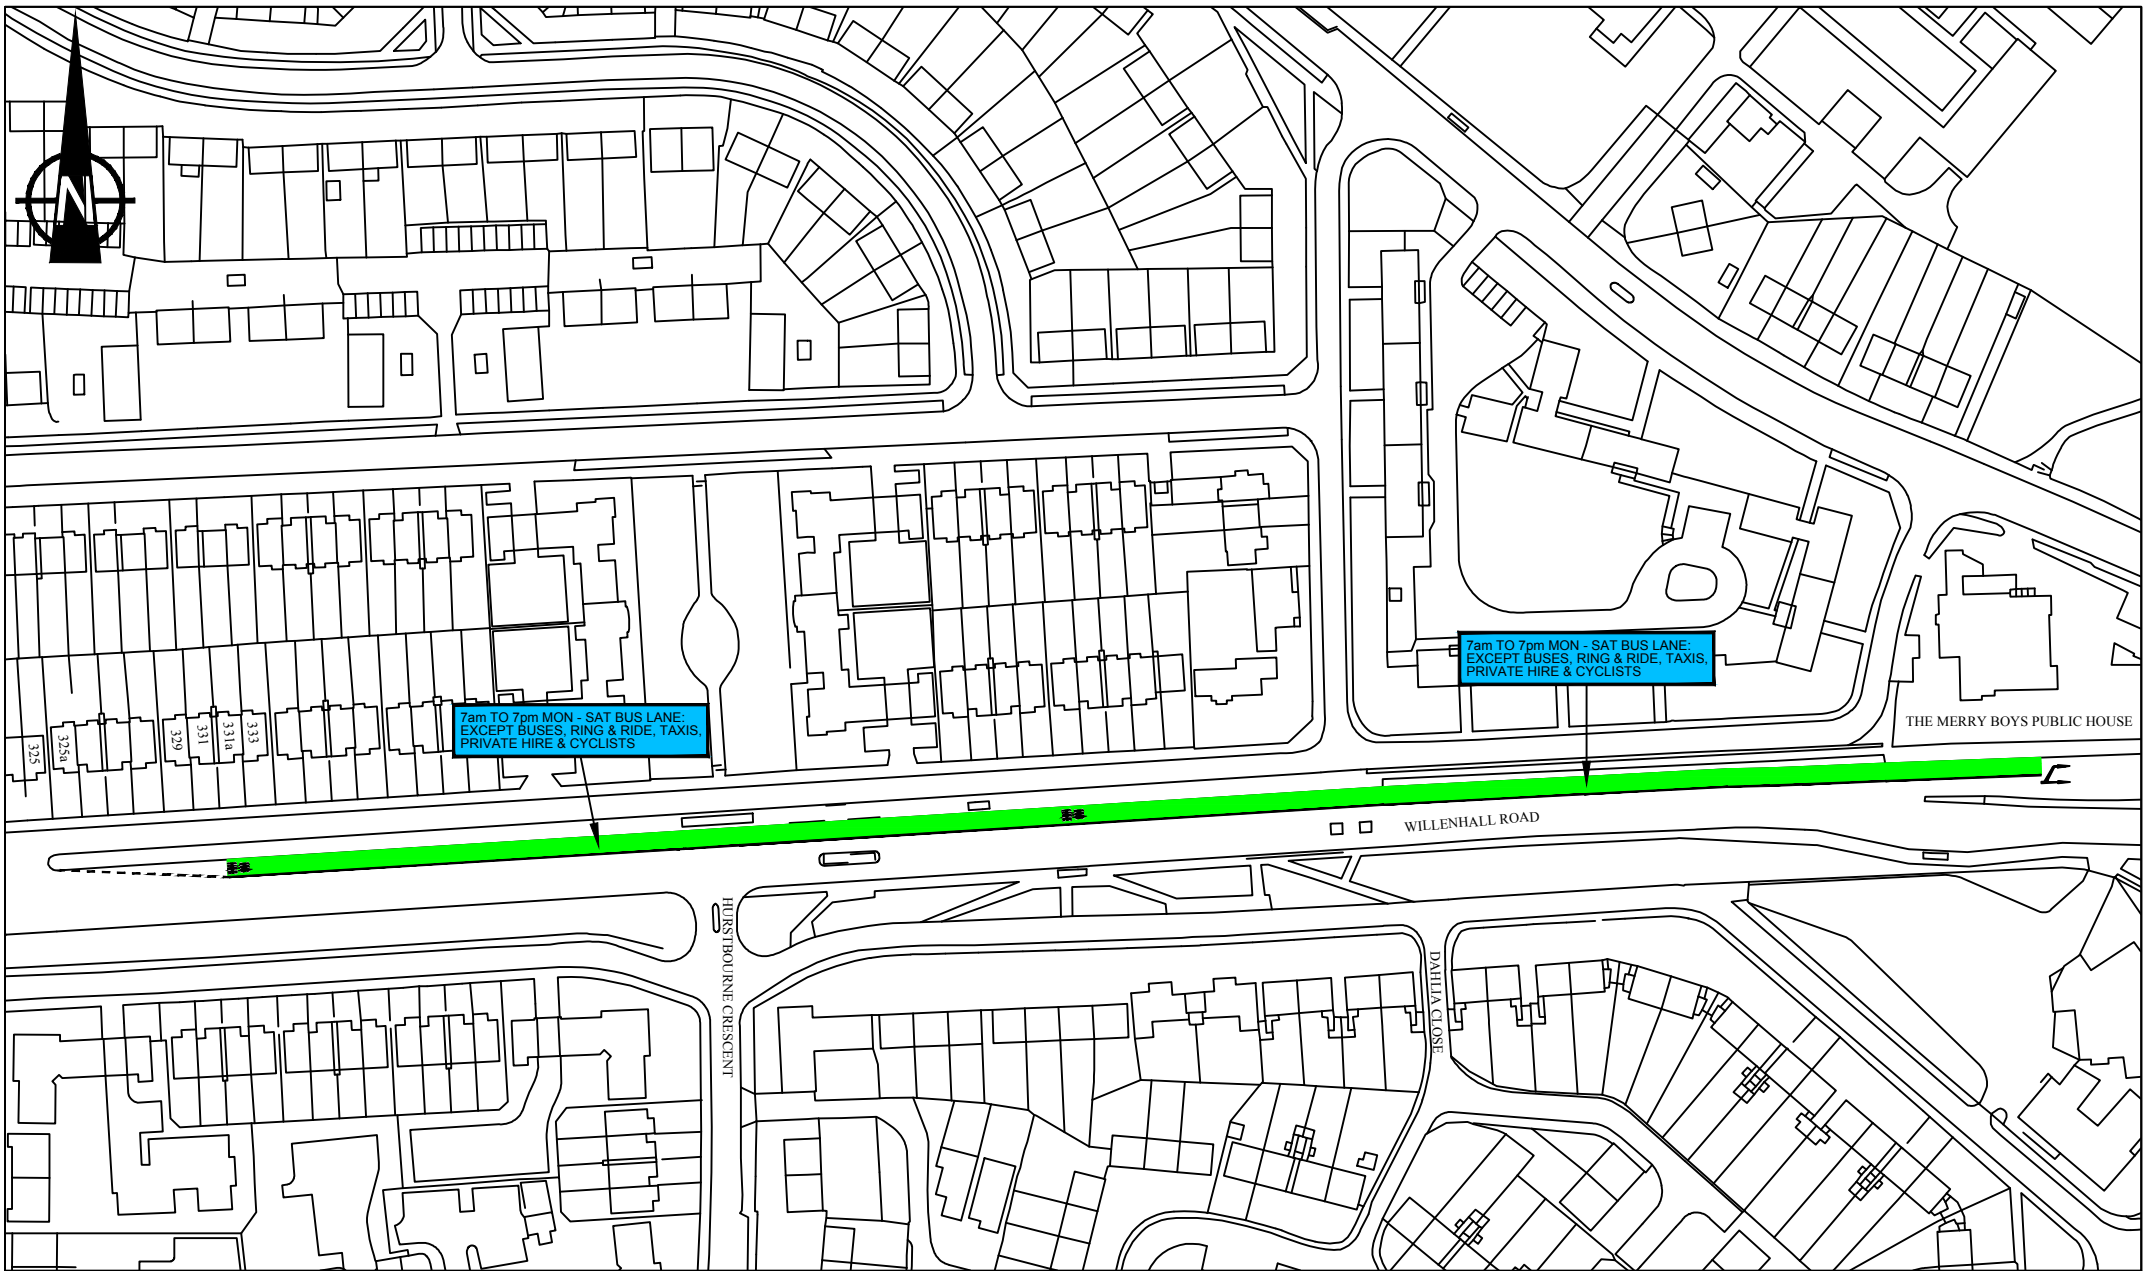 N
7am TO 7pm MON - SAT BUS LANE:
EXCEPT BUSES, RING & RIDE, TAXIS,
PRIVATE HIRE & CYCLISTS
THE MERRY BOYS PUBLIC HOUSE
7am TO 7pm MON - SAT BUS LANE:
EXCEPT BUSES, RING & RIDE, TAXIS,
PRIVATE HIRE & CYCLISTS
325
325a
329
331
331a
333
WILLENHALL ROAD
HURSTBOURNE CRESCENT
DAHLIA CLOSE